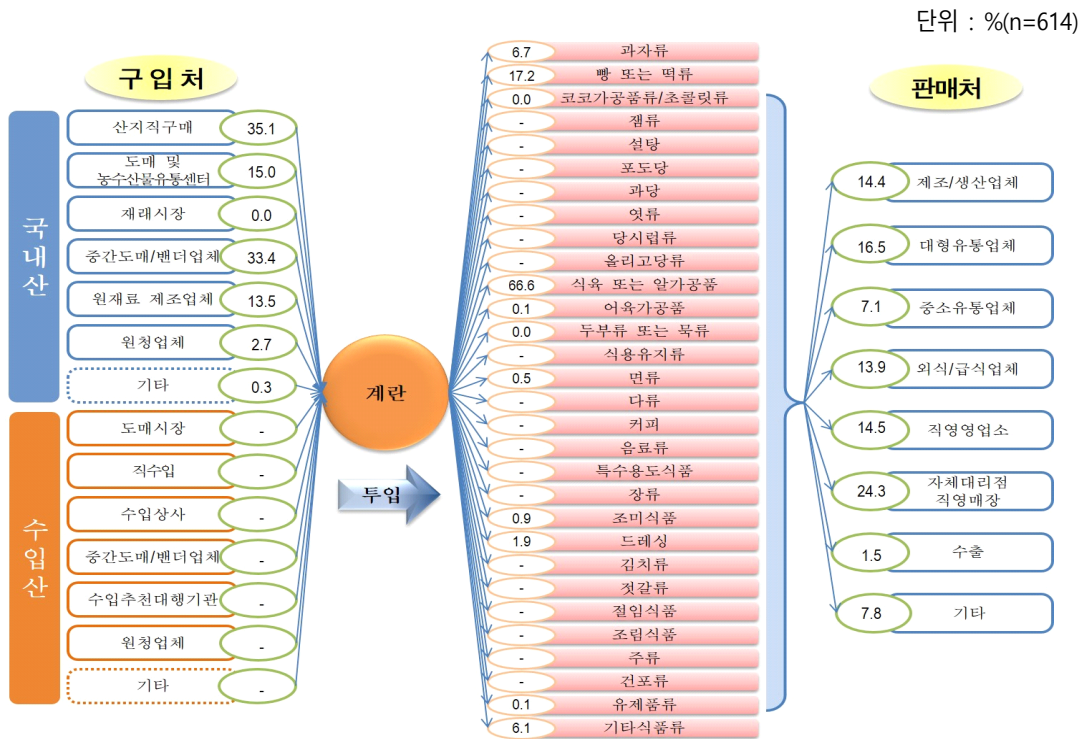 단위 : %(n=614)
구입처
국내산
산지직구매 35.1
도매 및
농수산물유통센터 15.0
재래시장 0.0
중간도매/밴더업체 33.4
원재료 제조업체 13.5
원청업체 2.7
기타 0.3
수입산
도매시장 -
직수입 -
수입상사 -
중간도매/밴더업체 -
수입추천대행기관 -
원청업체 -
기타 -
계란
투입
6.7 과자류
17.2 빵 또는 떡류
0.0 코코가공품류/초콜릿류
- 잼류
- 설탕
- 포도당
- 과당
- 엿류
- 당시럽류
- 올리고당류
66.6 식육 또는 알가공품
0.1 어육가공품
0.0 두부류 또는 묵류
- 식용유지류
0.5 면류
- 다류
- 커피
- 음료류
- 특수용도식품
- 장류
0.9 조미식품
1.9 드레싱
- 김치류
- 젓갈류
- 절임식품
- 조림식품
- 주류
- 건포류
0.1 유제품류
6.1 기타식품류
판매처
14.4 제조/생산업체
16.5 대형유통업체
7.1 중소유통업체
13.9 외식/급식업체
14.5 직영영업소
24.3 자체대리점
직영매장
1.5 수출
7.8 기타